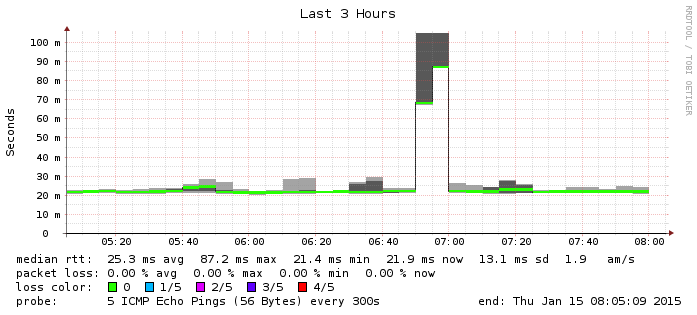 Last 3 Hours
RRDTOOL / TOBI OETIKER
Seconds
100 m
90 m
80 m
70 m
60 m
50 m
40 m
30 m
20 m
10 m
0
05:20 05:40 06:00 06:20 06:40 07:00 07:20 07:40 08:00
median rtt: 25.3 ms avg 87.2 ms max 21.4 ms min 21.9 ms now 13.1 ms sd 1.9 am/s
packet loss: 0.00 % avg 0.00 % max 0.00 % min 0.00 % now
loss color: 0 1/5 2/5 3/5 4/5
probe: 5 ICMP Echo Pings (56 Bytes) every 300s end: Thu Jan 15 08:05:09 2015